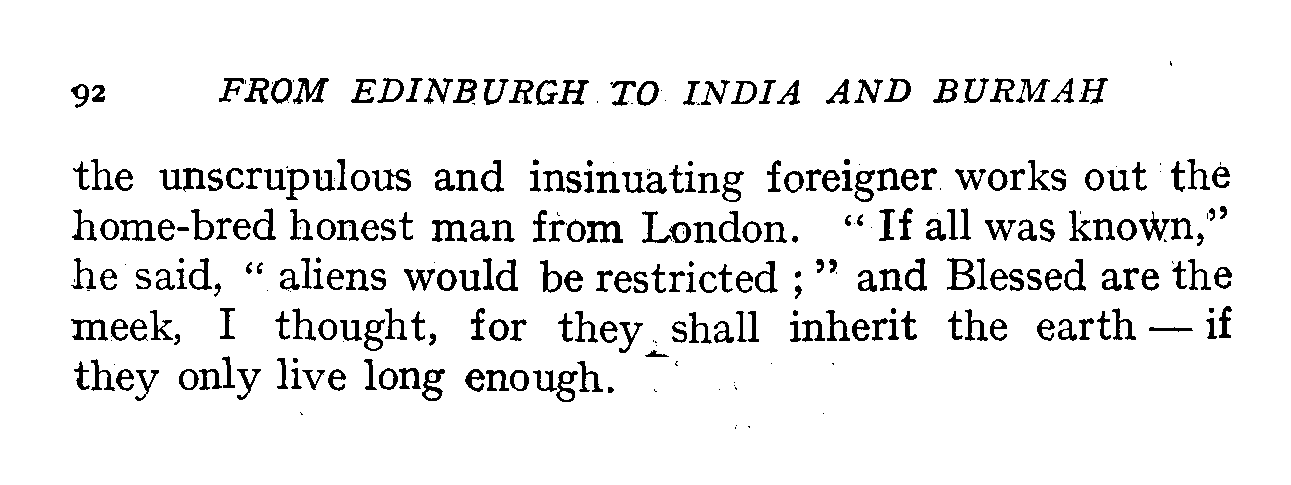 92 FROM EDINBURGH TO INDIA AND BURMAH
the unscrupulous and insinuating foreigner works out the
home-bred honest man from London. “ If all was known,”
he said, “ aliens would be restricted ; ” and Blessed are the
meek, I thought, for they shall inherit the earth — if
they only live long enough.